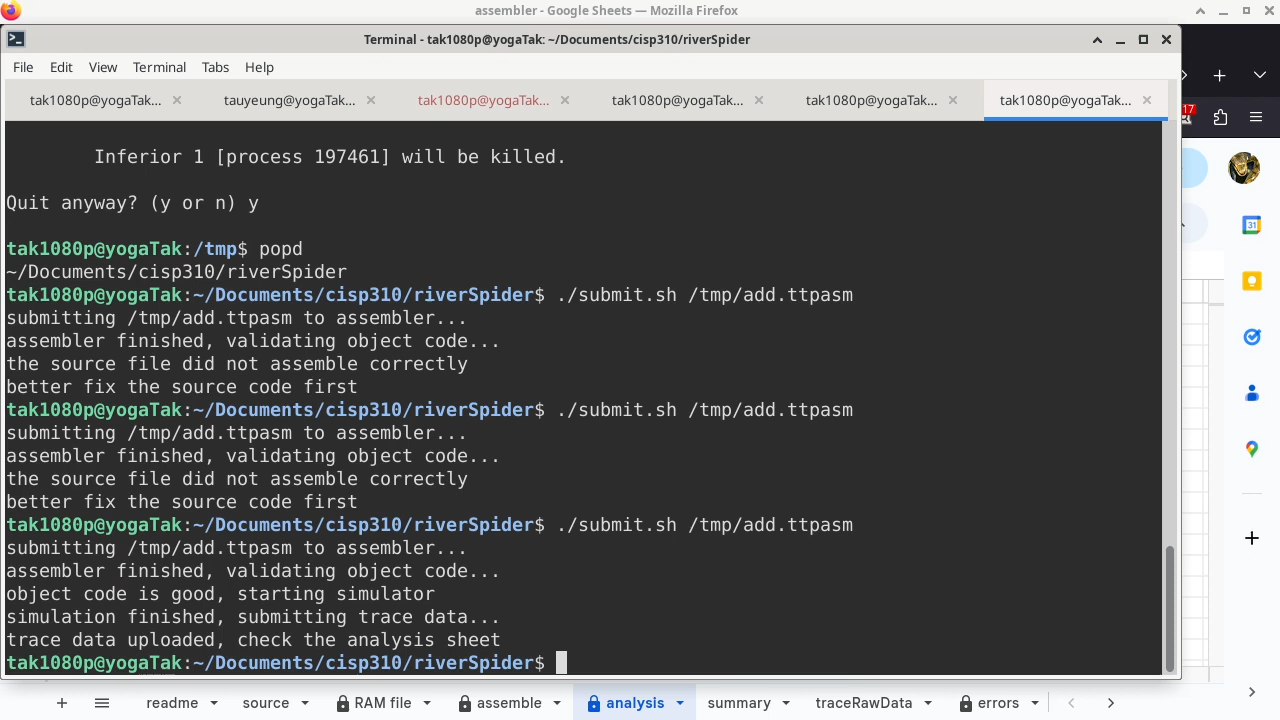 assembler - Google Sheets — Mozilla Firefox
Terminal - tak1080p@yogaTak: ~/Documents/cisp310/riverSpider
File Edit View Terminal Tabs Help
tak1080p@yogaTak... tauyeung@yogaTak... tak1080p@yogaTak... tak1080p@yogaTak... tak1080p@yogaTak... tak1080p@yogaTak...
17
Inferior 1 [process 197461] will be killed.
Quit anyway? (y or n) y
tak1080p@yogaTak:/tmp$ popd
~/Documents/cisp310/riverSpider
tak1080p@yogaTak:~/Documents/cisp310/riverSpider$ ./submit.sh /tmp/add.ttpasm
submitting /tmp/add.ttpasm to assembler...
assembler finished, validating object code...
the source file did not assemble correctly
better fix the source code first
tak1080p@yogaTak:~/Documents/cisp310/riverSpider$ ./submit.sh /tmp/add.ttpasm
submitting /tmp/add.ttpasm to assembler...
assembler finished, validating object code...
the source file did not assemble correctly
better fix the source code first
tak1080p@yogaTak:~/Documents/cisp310/riverSpider$ ./submit.sh /tmp/add.ttpasm
submitting /tmp/add.ttpasm to assembler...
assembler finished, validating object code...
object code is good, starting simulator
simulation finished, submitting trace data...
trace data uploaded, check the analysis sheet
tak1080p@yogaTak:~/Documents/cisp310/riverSpider$
31
readme source RAM file assemble analysis summary traceRawData errors